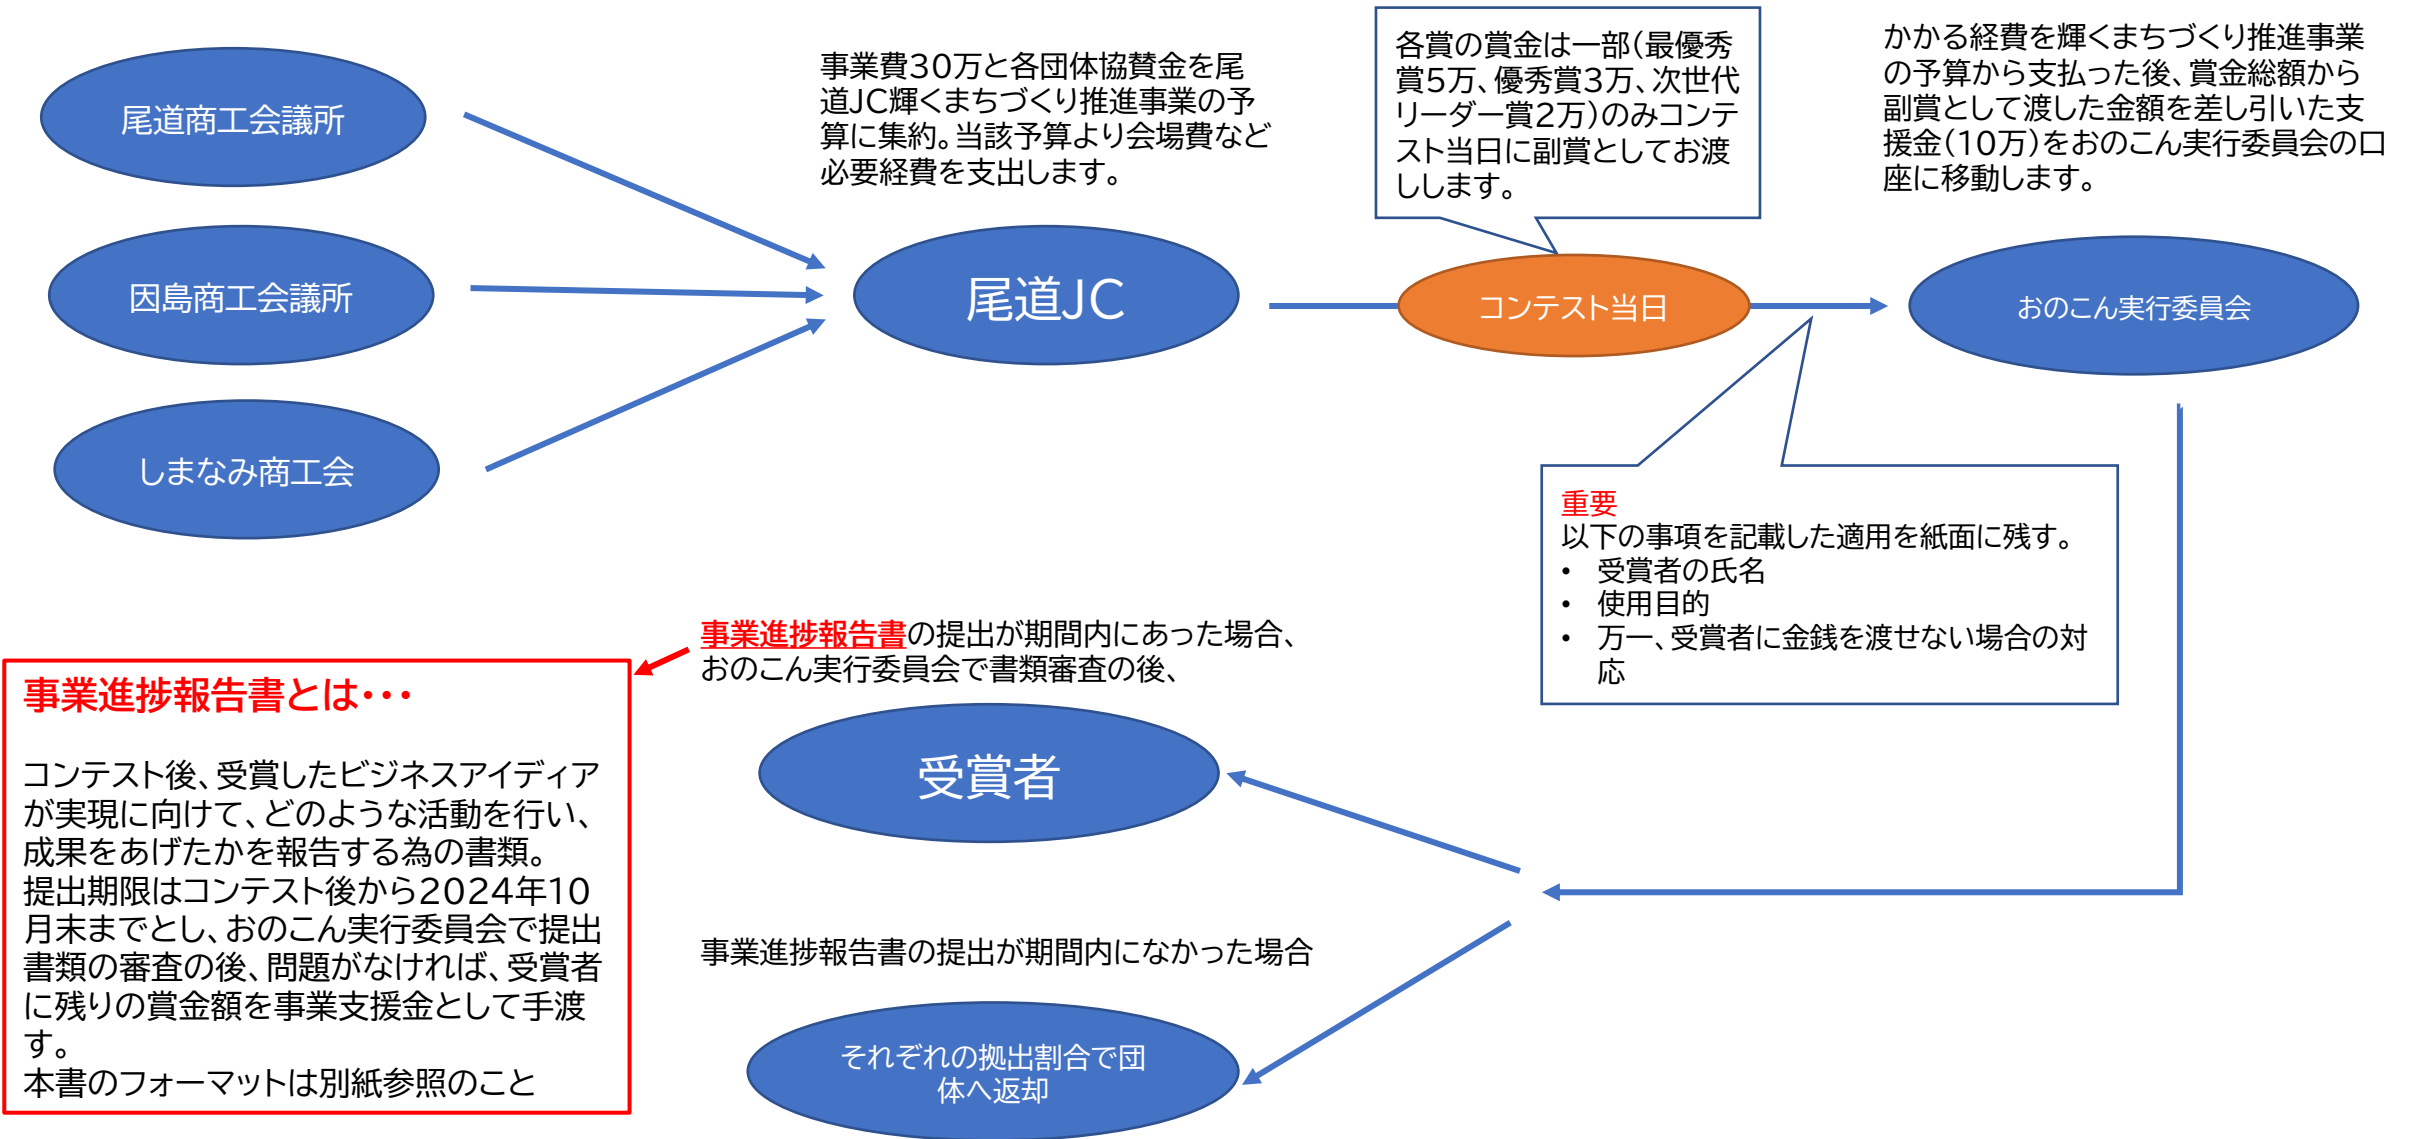 尾道商工会議所
因島商工会議所
しまなみ商工会
事業費30万と各団体協賛金を尾
道JC輝くまちづくり推進事業の予
算に集約。当該予算より会場費など
必要経費を支出します。
尾道JC
各賞の賞金は一部(最優秀
賞5万、優秀賞3万、次世代
リーダー賞2万)のみコンテ
スト当日に副賞としてお渡
しします。
コンテスト当日
かかる経費を輝くまちづくり推進事業
の予算から支払った後、賞金総額から
副賞として渡した金額を差し引いた支
援金(10万)をおのこん実行委員会の口
座に移動します。
おのこん実行委員会
重要
以下の事項を記載した適用を紙面に残す。
• 受賞者の氏名
• 使用目的
• 万一、受賞者に金銭を渡せない場合の対
応
事業進捗報告書の提出が期間内にあった場合、
おのこん実行委員会で書類審査の後、
受賞者
事業進捗報告書の提出が期間内になかった場合
それぞれの拠出割合で団
体へ返却
事業進捗報告書とは・・・
コンテスト後、受賞したビジネスアイディア
が実現に向けて、どのような活動を行い、
成果をあげたかを報告する為の書類。
提出期限はコンテスト後から2024年10
月末までとし、おのこん実行委員会で提出
書類の審査の後、問題がなければ、受賞者
に残りの賞金額を事業支援金として手渡
す。
本書のフォーマットは別紙参照のこと